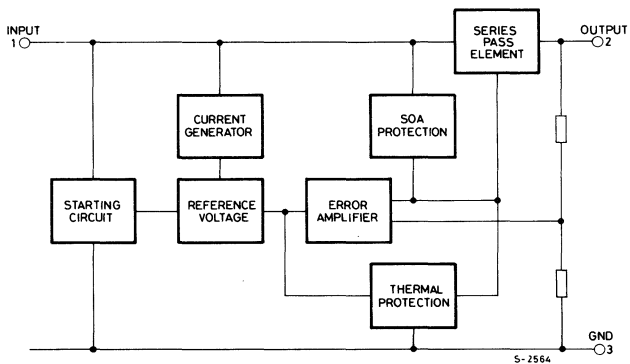 INPUT
1
SERIES
PASS
ELEMENT
OUTPUT
2
CURRENT
GENERATOR
SOA
PROTECTION
STARTING
CIRCUIT
REFERENCE
VOLTAGE
ERROR
AMPLIFIER
THERMAL
PROTECTION
GND
3
S-2564